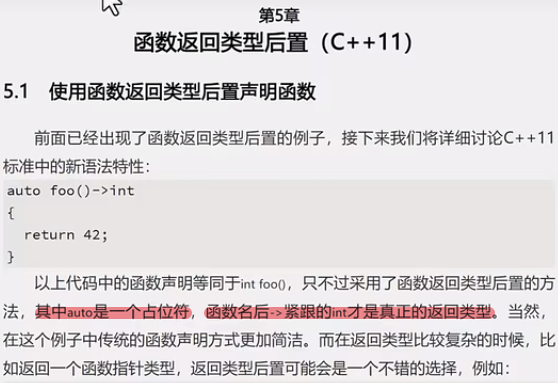 第5章
函数返回类型后置（C++11）
5.1 使用函数返回类型后置声明函数
前面已经出现了函数返回类型后置的例子，接下来我们将详细讨论C++11
标准中的新语法特性：
auto foo()->int
{
return 42;
}
以上代码中的函数声明等同于int foo()，只不过采用了函数返回类型后置的方
法，其中auto是一个占位符，函数名后->紧跟的int才是真正的返回类型。当然，
在这个例子中传统的函数声明方式更加简洁。而在返回类型比较复杂的时候，比
如返回一个函数指针类型，返回类型后置可能会是一个不错的选择，例如：